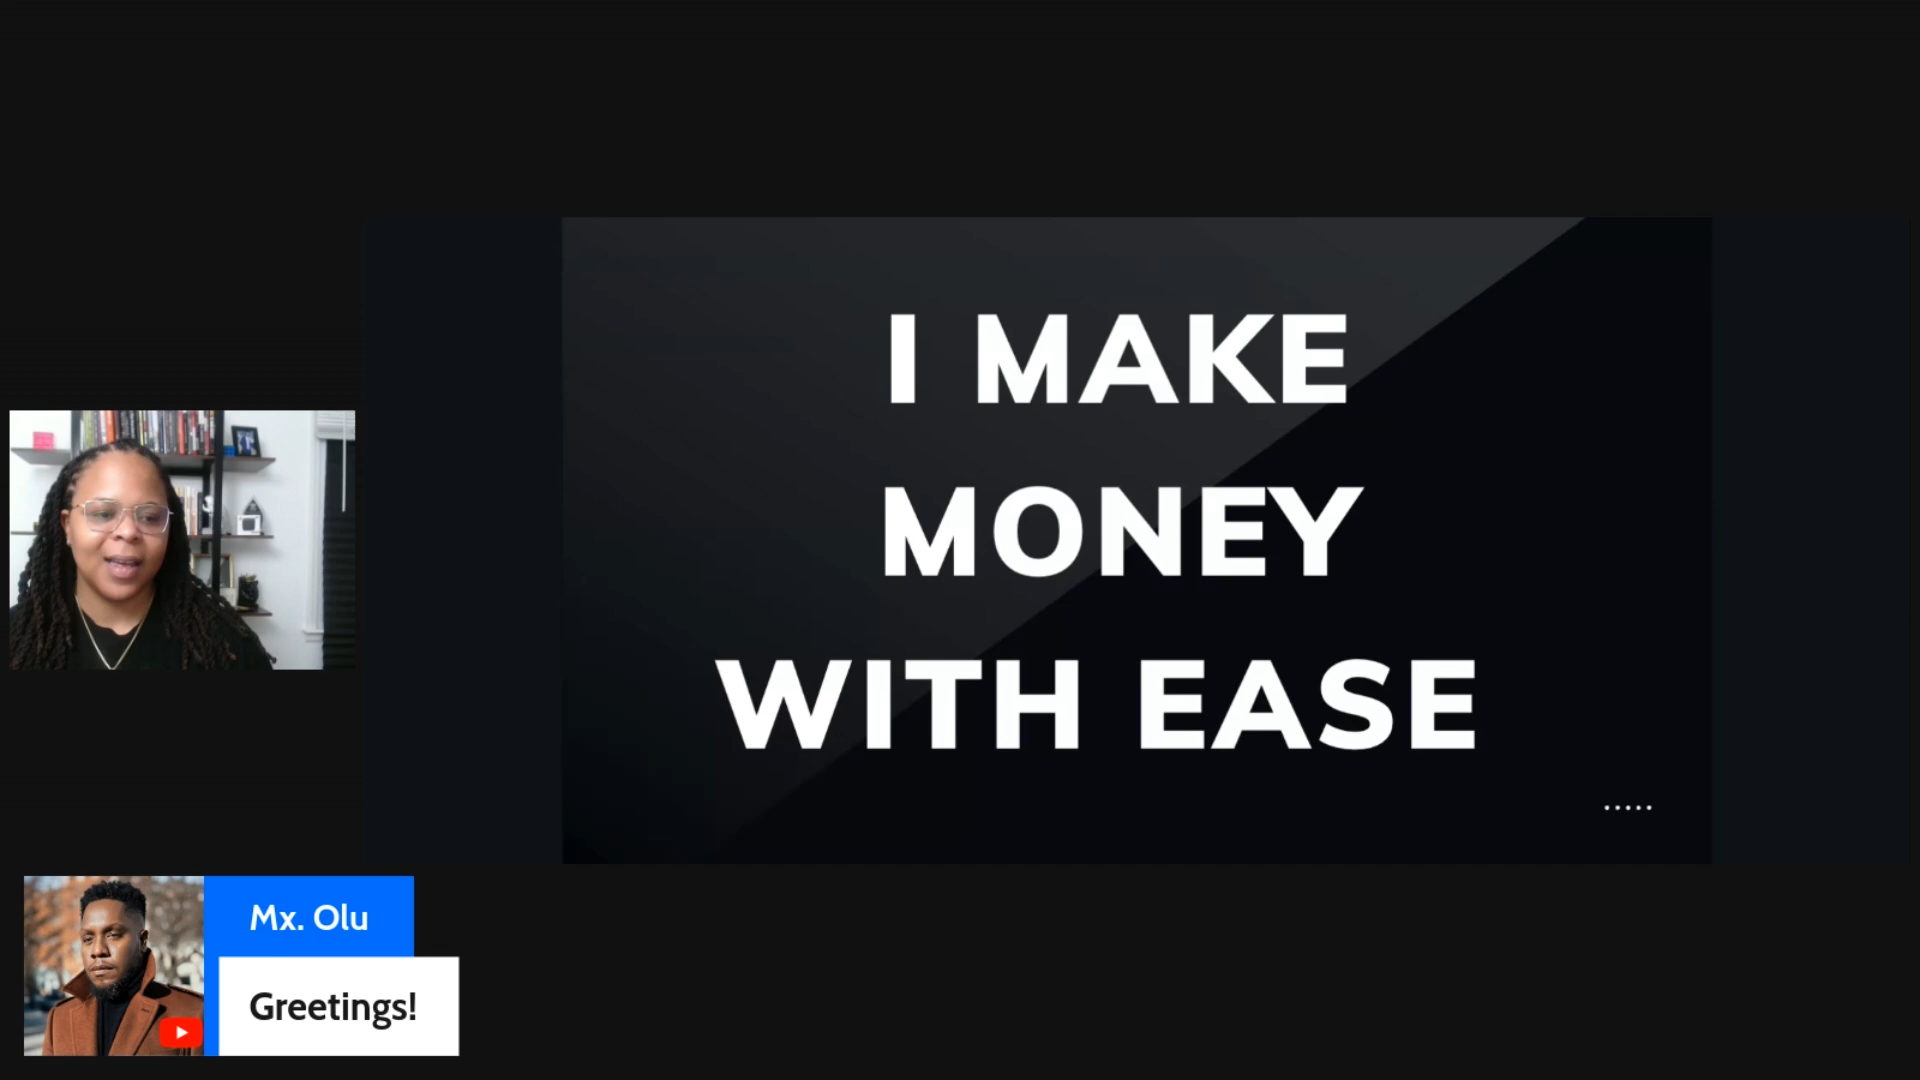 I MAKE
MONEY
WITH EASE
.....
Mx. Olu
Greetings!